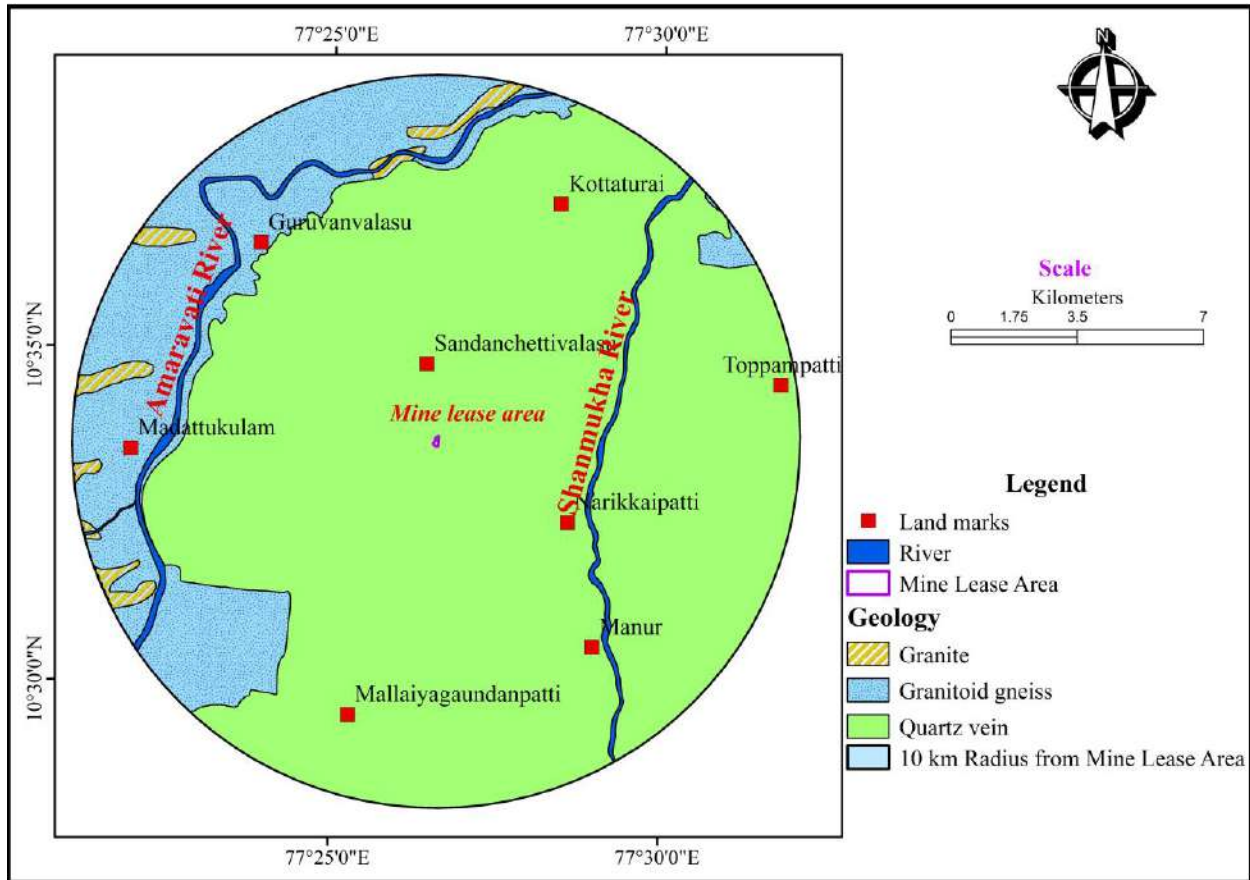 77°25'0"E
77°30'0"E
N
Kottaturai
Guruvanvalasu
Amaravati River
Scale
Kilometers
0 1.75 3.5 7
10°35'0"N
Sandanchettivalasu
Shanmukha River
Toppampatti
Mine lease area
Madattukulam
Narikkaipatti
Legend
Land marks
River
Mine Lease Area
Manur
Geology
Granite
10°30'0"N
Mallaiyagaundanpatti
Granitoid gneiss
Quartz vein
10 km Radius from Mine Lease Area
77°25'0"E
77°30'0"E